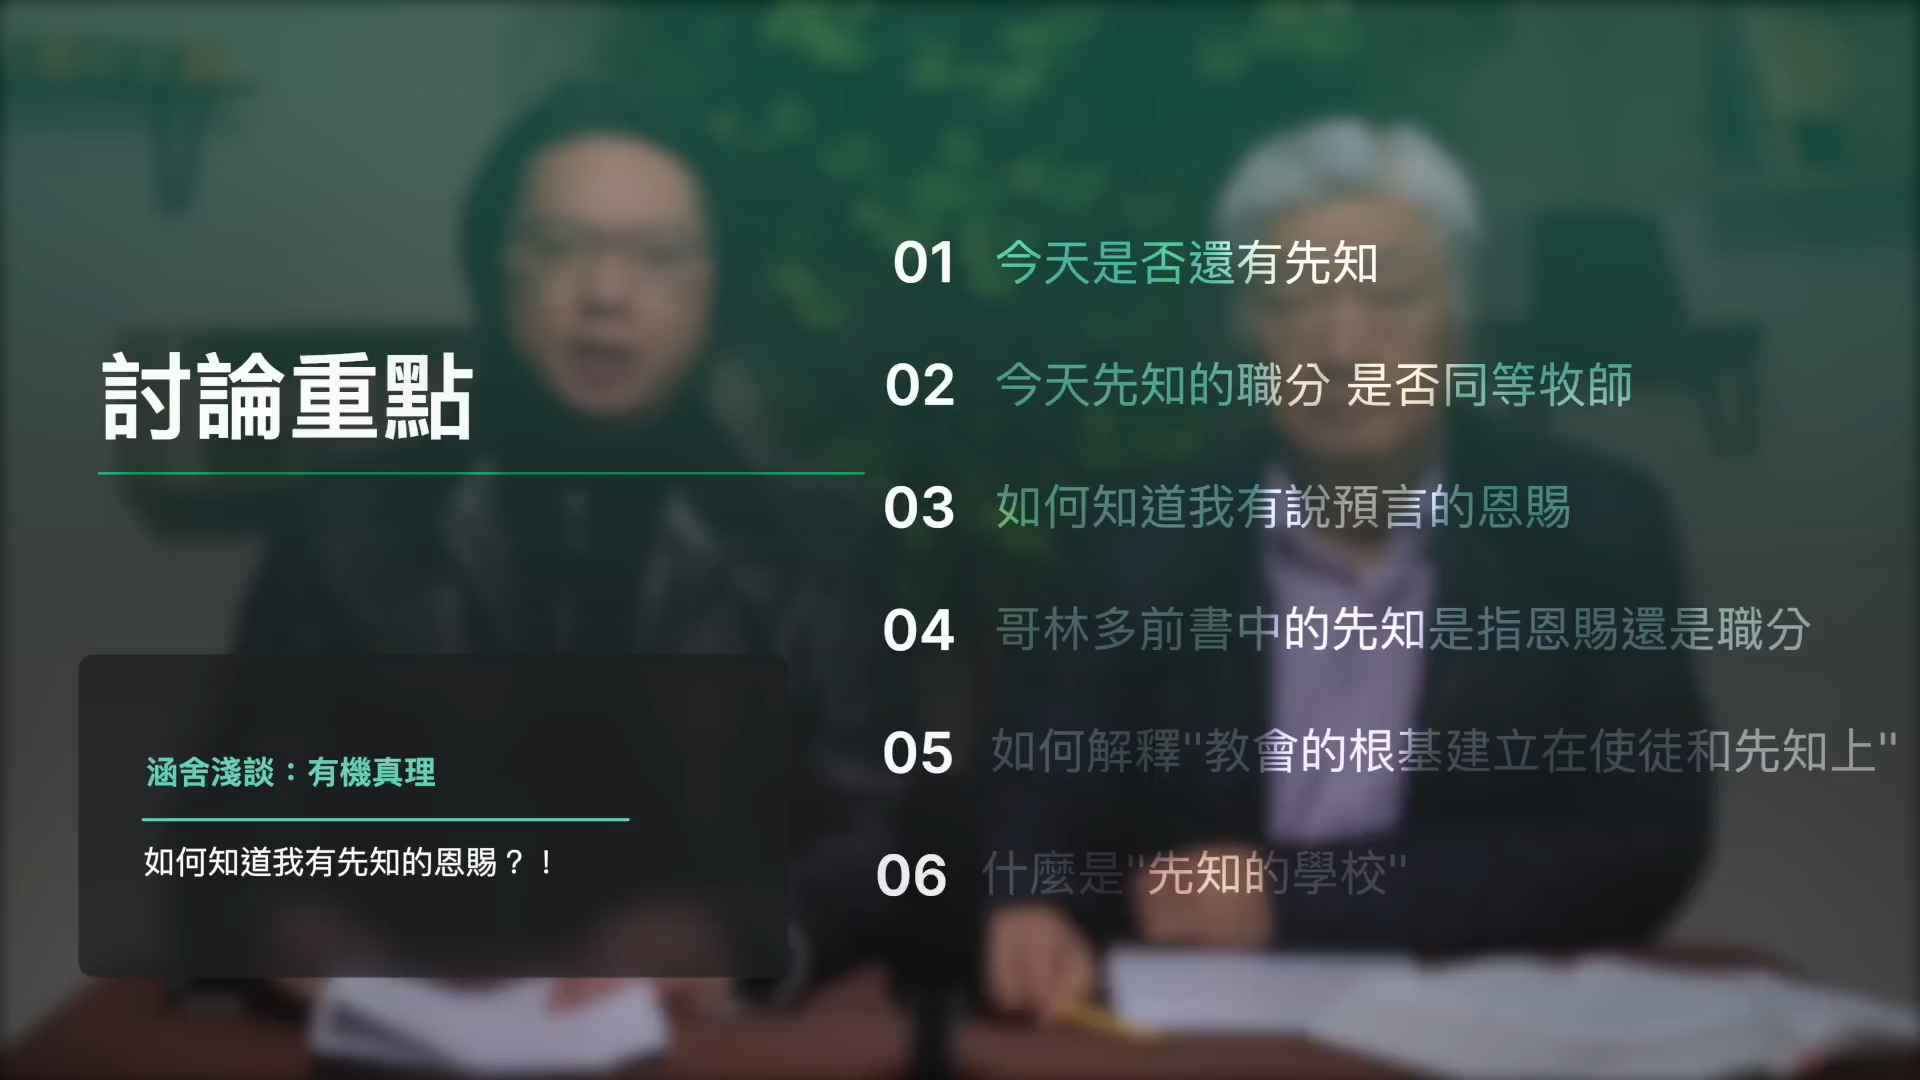 討論重點
涵舍淺談：有機真理
如何知道我有先知的恩賜？！
01 今天是否還有先知
02 今天先知的職分 是否同等牧師
03 如何知道我有說預言的恩賜
04 哥林多前書中的先知是指恩賜還是職分
05 如何解釋"教會的根基建立在使徒和先知上"
06 什麼是"先知的學校"